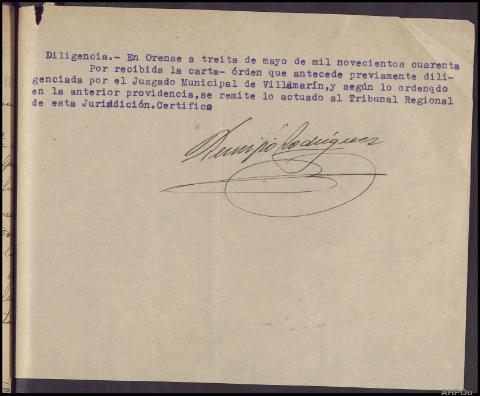 Diligencia.- En Orense a treita de mayo de mil novecientos cuarenta
Por recibida la carta- órden que antecede previamente dili-
genciada por el Juzgado Municipal de Villamarín,y según lo ordenqdo
en la anterior providencia,se remite lo actuado al Tribunal Regional
de esta Juriddición.Certifico
Rodríguez
AHPOu